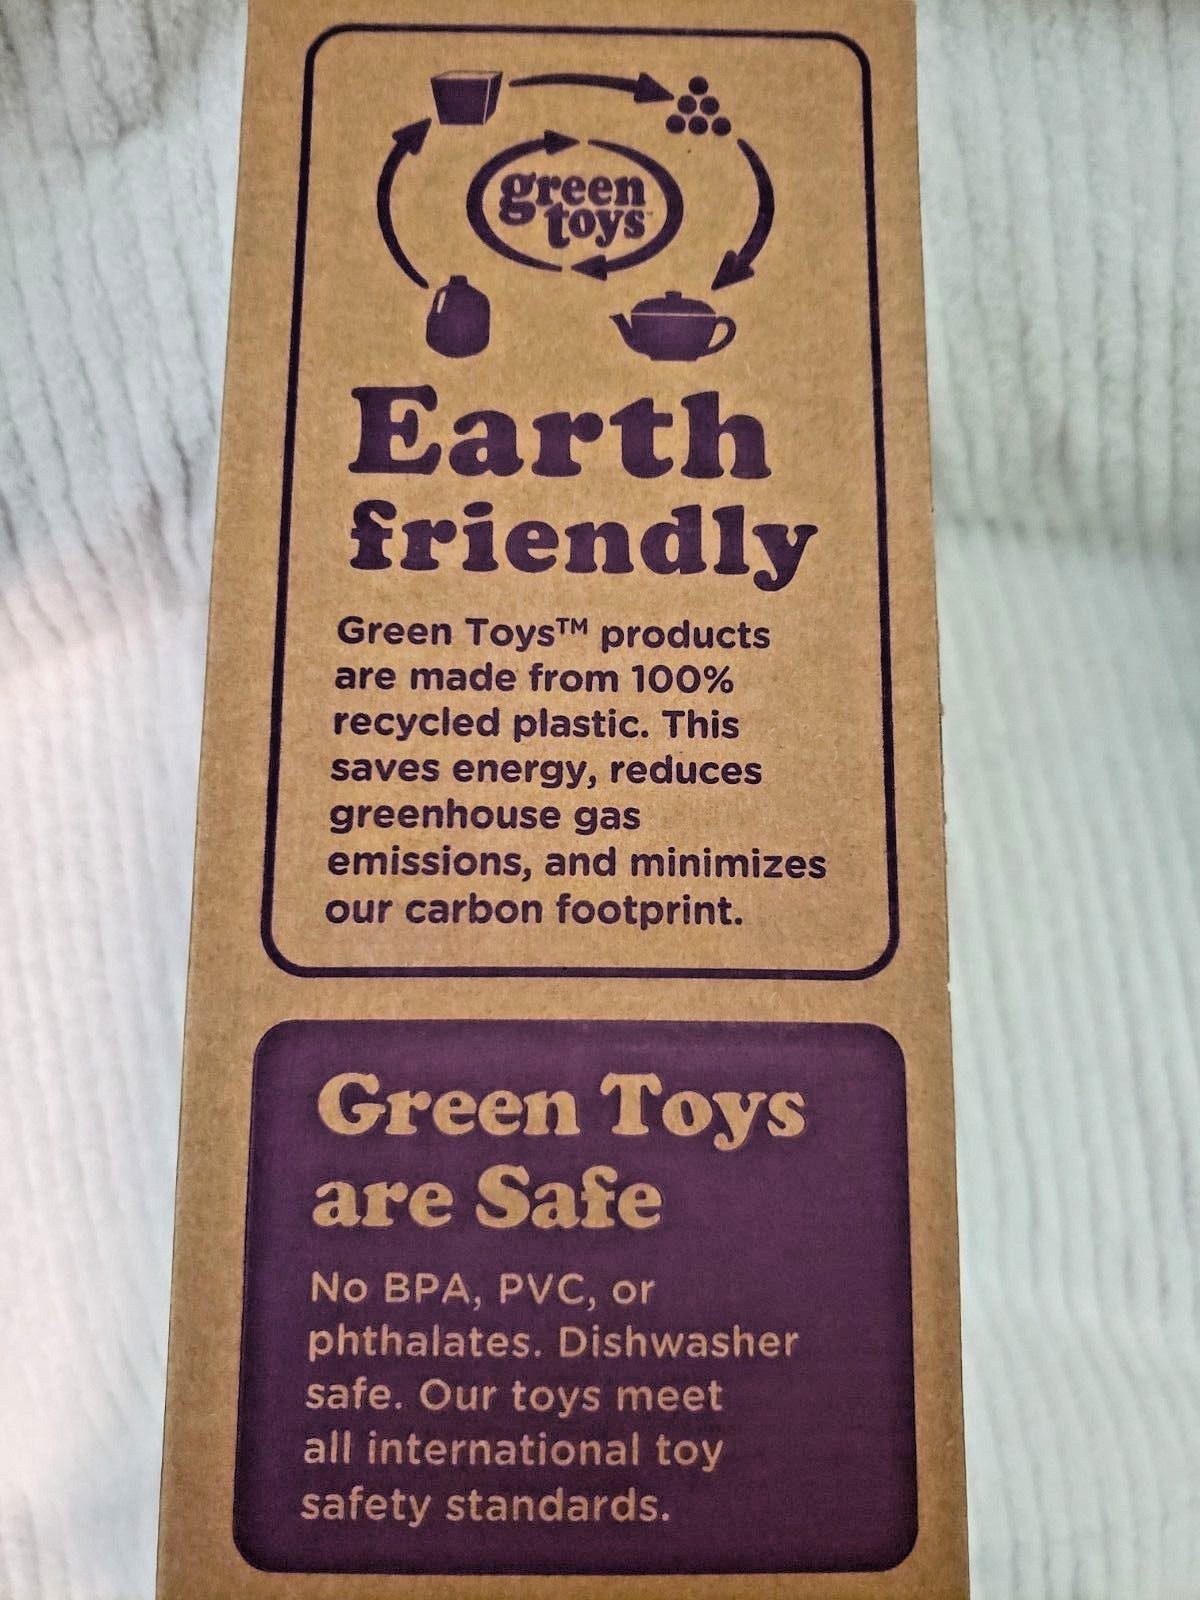 green
toys
Earth
friendly
Green Toys™ products
are made from 100%
recycled plastic. This
saves energy, reduces
greenhouse gas
emissions, and minimizes
our carbon footprint.
Green Toys
are Safe
No BPA, PVC, or
phthalates. Dishwasher
safe. Our toys meet
all international toy
safety standards.